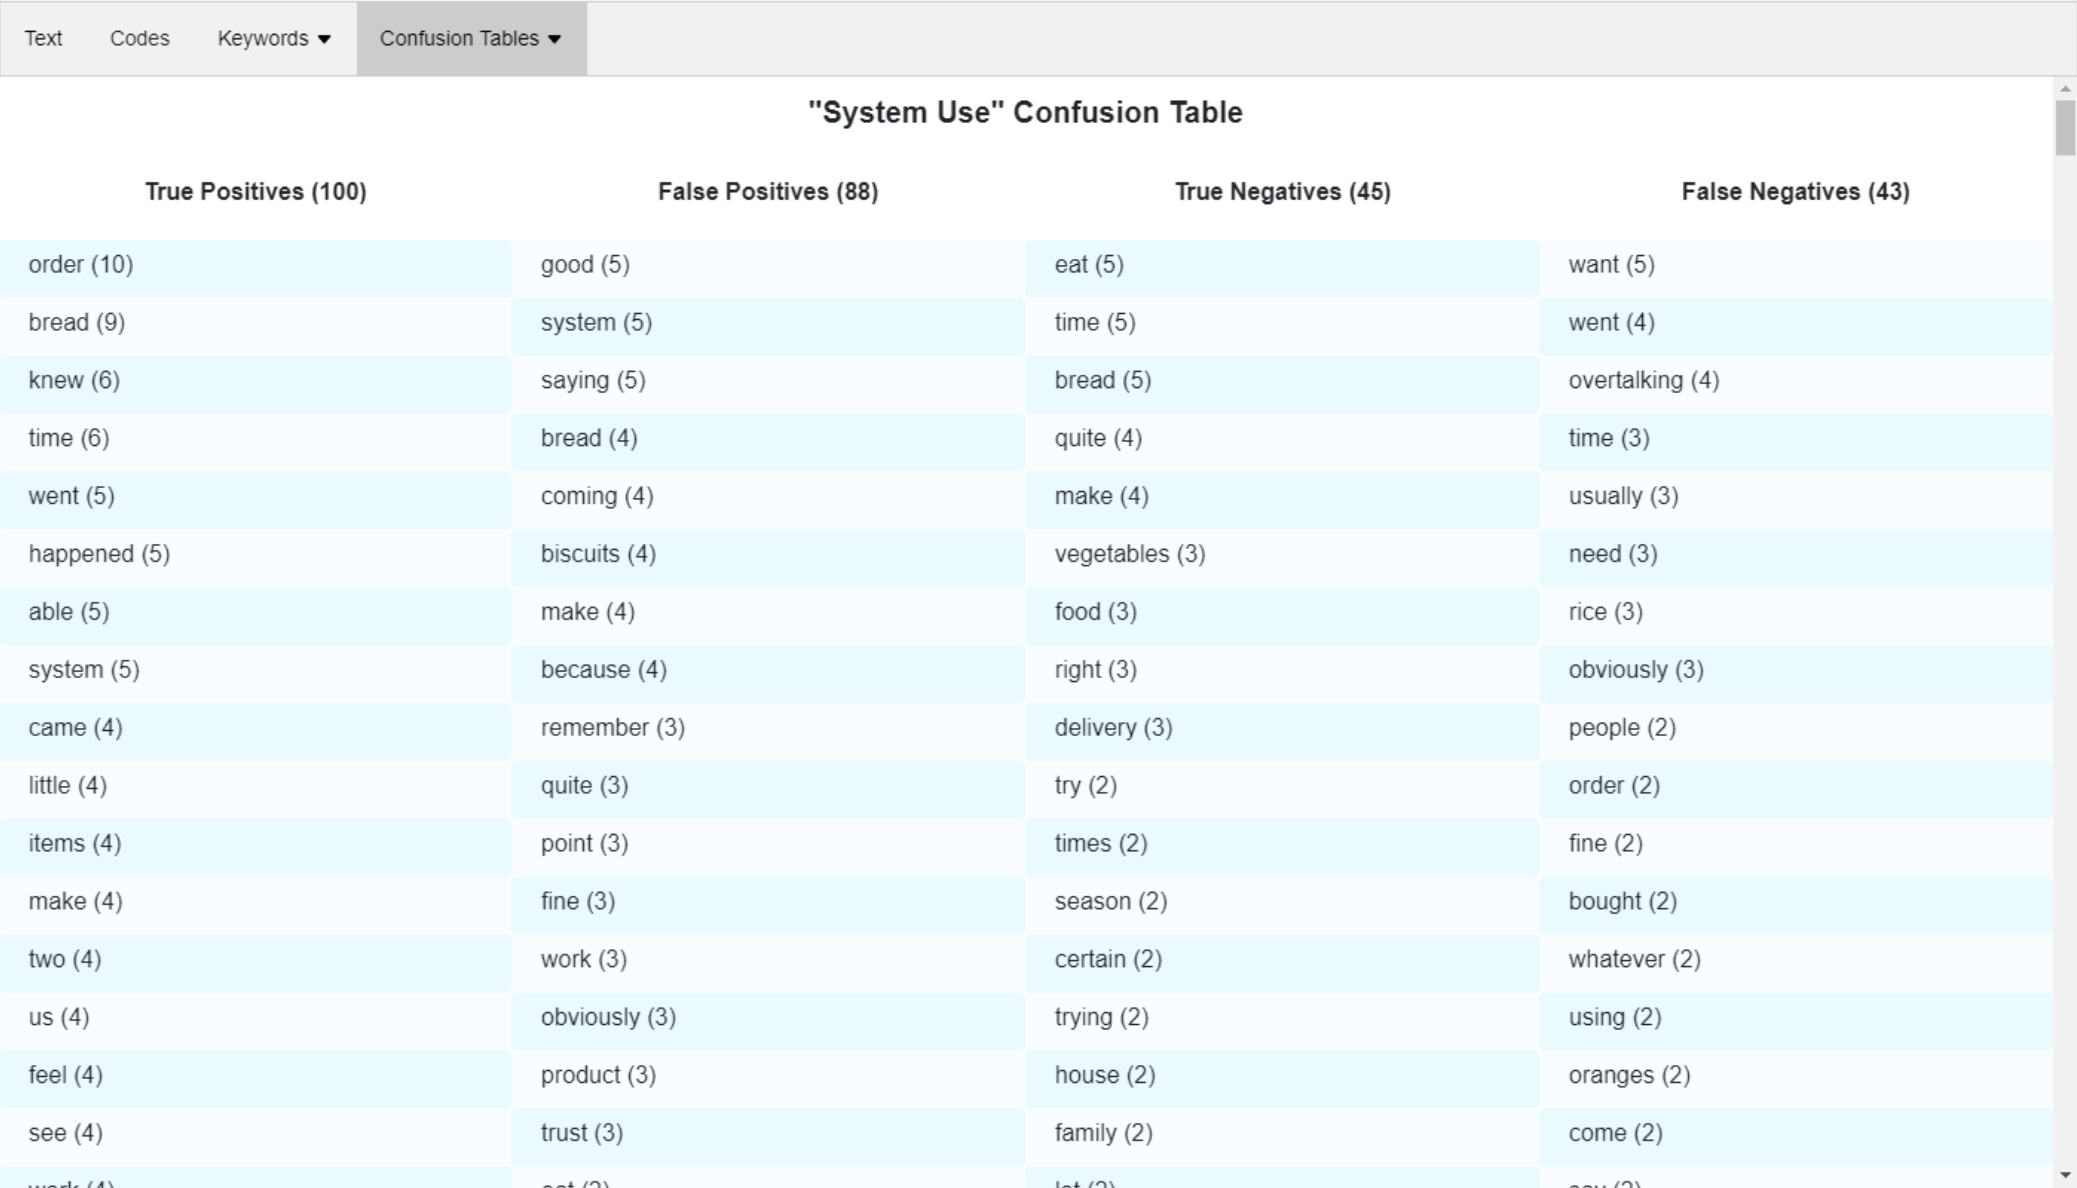 Text Codes Keywords Confusion Tables
"System Use" Confusion Table
True Positives (100) False Positives (88) True Negatives (45) False Negatives (43)
order (10) good (5) eat (5) want (5)
bread (9) system (5) time (5) went (4)
knew (6) saying (5) bread (5) overtalking (4)
time (6) bread (4) quite (4) time (3)
went (5) coming (4) make (4) usually (3)
happened (5) biscuits (4) vegetables (3) need (3)
able (5) make (4) food (3) rice (3)
system (5) because (4) right (3) obviously (3)
came (4) remember (3) delivery (3) people (2)
little (4) quite (3) try (2) order (2)
items (4) point (3) times (2) fine (2)
make (4) fine (3) season (2) bought (2)
two (4) work (3) certain (2) whatever (2)
us (4) obviously (3) trying (2) using (2)
feel (4) product (3) house (2) oranges (2)
see (4) trust (3) family (2) come (2)